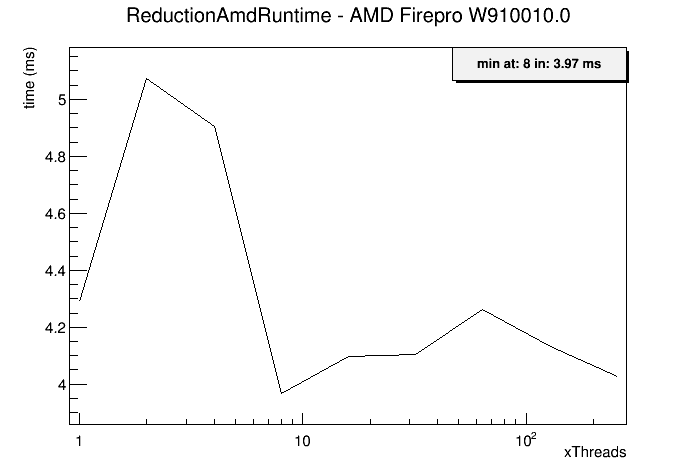 ReductionAmdRuntime - AMD Firepro W910010.0
time (ms)
min at: 8 in: 3.97 ms
5
4.8
4.6
4.4
4.2
4
1 10 10²
xThreads